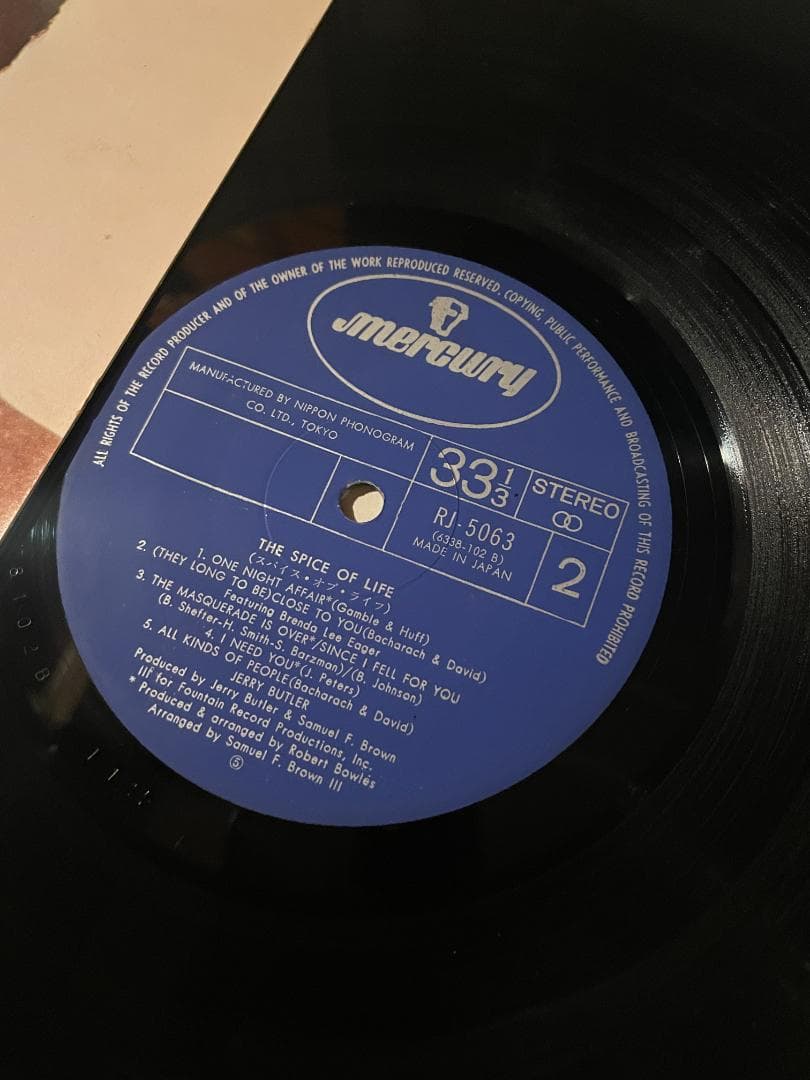 ALL RIGHTS OF THE RECORD PRODUCER AND OF THE OWNER OF THE WORK REPRODUCED RESERVED. COPYING, PUBLIC PERFORMANCE AND BROADCASTING OF THIS RECORD PROHIBITED
mercury
MANUFACTURED BY NIPPON PHONOGRAM
CO. LTD., TOKYO
33 1/3
STEREO
RJ-5063
(6338-102 B)
MADE IN JAPAN
2
THE SPICE OF LIFE
(スパイス・オブ・ライフ)
1. ONE NIGHT AFFAIR*(Gamble & Huff)
2. (THEY LONG TO BE)CLOSE TO YOU(Bacharach & David)
Featuring Brenda Lee Eager
3. THE MASQUERADE IS OVER*/SINCE I FELL FOR YOU
(B. Shefter-H. Smith-S. Barzman)/(B. Johnson)
4. I NEED YOU*(J. Peters)
5. ALL KINDS OF PEOPLE(Bacharach & David)
JERRY BUTLER
Produced by Jerry Butler & Samuel F. Brown
IIf for Fountain Record Productions, Inc.
* Produced & arranged by Robert Bowles
Arranged by Samuel F. Brown III
⑤